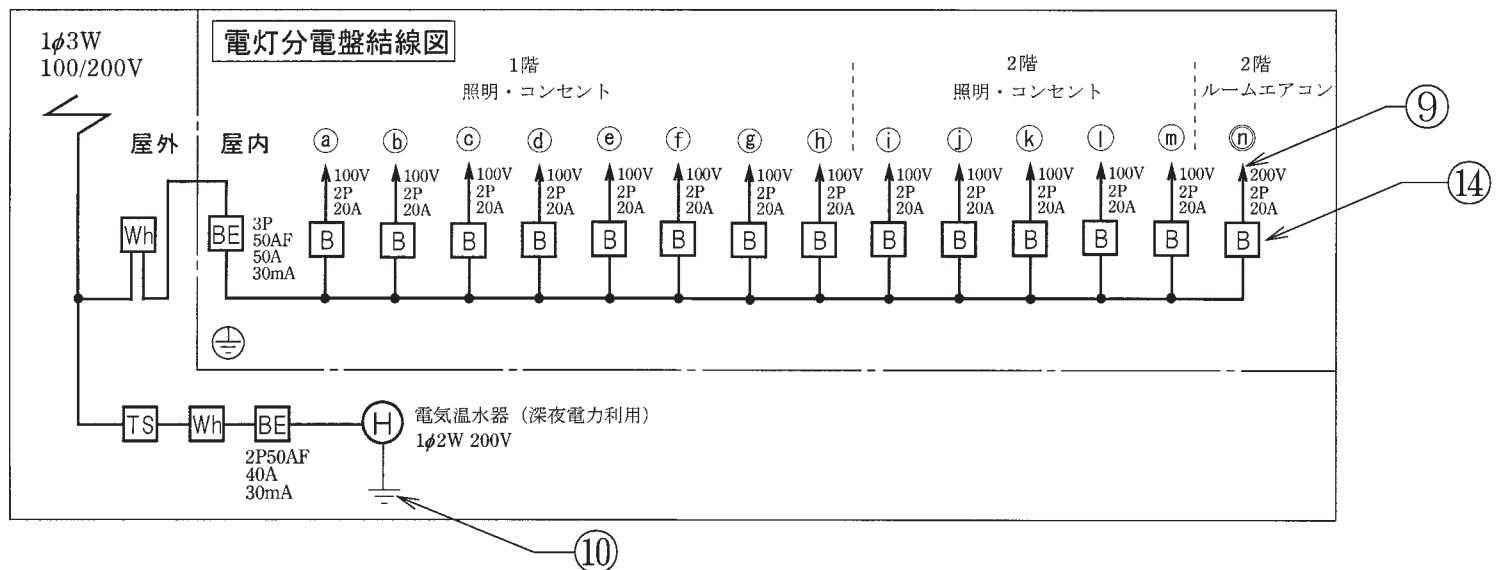 1φ3W
100/200V
電灯分電盤結線図
屋外
屋内
1階
照明・コンセント
2階
照明・コンセント
2階
ルームエアコン
ⓐ
ⓑ
ⓒ
ⓓ
ⓔ
ⓕ
ⓖ
ⓗ
ⓘ
ⓙ
ⓚ
ⓛ
ⓜ
ⓝ
100V
2P
20A
100V
2P
20A
100V
2P
20A
100V
2P
20A
100V
2P
20A
100V
2P
20A
100V
2P
20A
100V
2P
20A
100V
2P
20A
100V
2P
20A
100V
2P
20A
100V
2P
20A
100V
2P
20A
200V
2P
20A
Wh
BE
3P
50AF
50A
30mA
B
B
B
B
B
B
B
B
B
B
B
B
B
B
⑨
⑭
TS
Wh
BE
2P50AF
40A
30mA
H
電気温水器(深夜電力利用)
1φ2W 200V
⑩